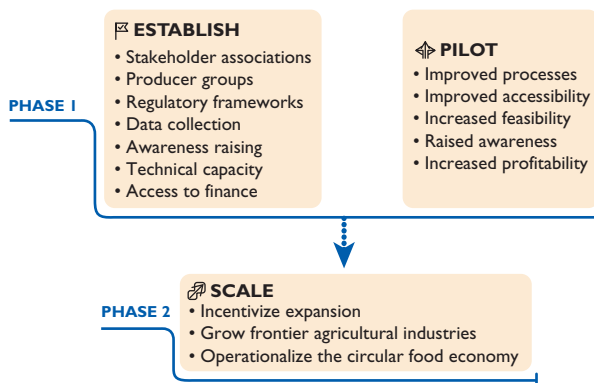 PHASE 1
ESTABLISH
• Stakeholder associations
• Producer groups
• Regulatory frameworks
• Data collection
• Awareness raising
• Technical capacity
• Access to finance
PILOT
• Improved processes
• Improved accessibility
• Increased feasibility
• Raised awareness
• Increased profitability
PHASE 2
SCALE
• Incentivize expansion
• Grow frontier agricultural industries
• Operationalize the circular food economy